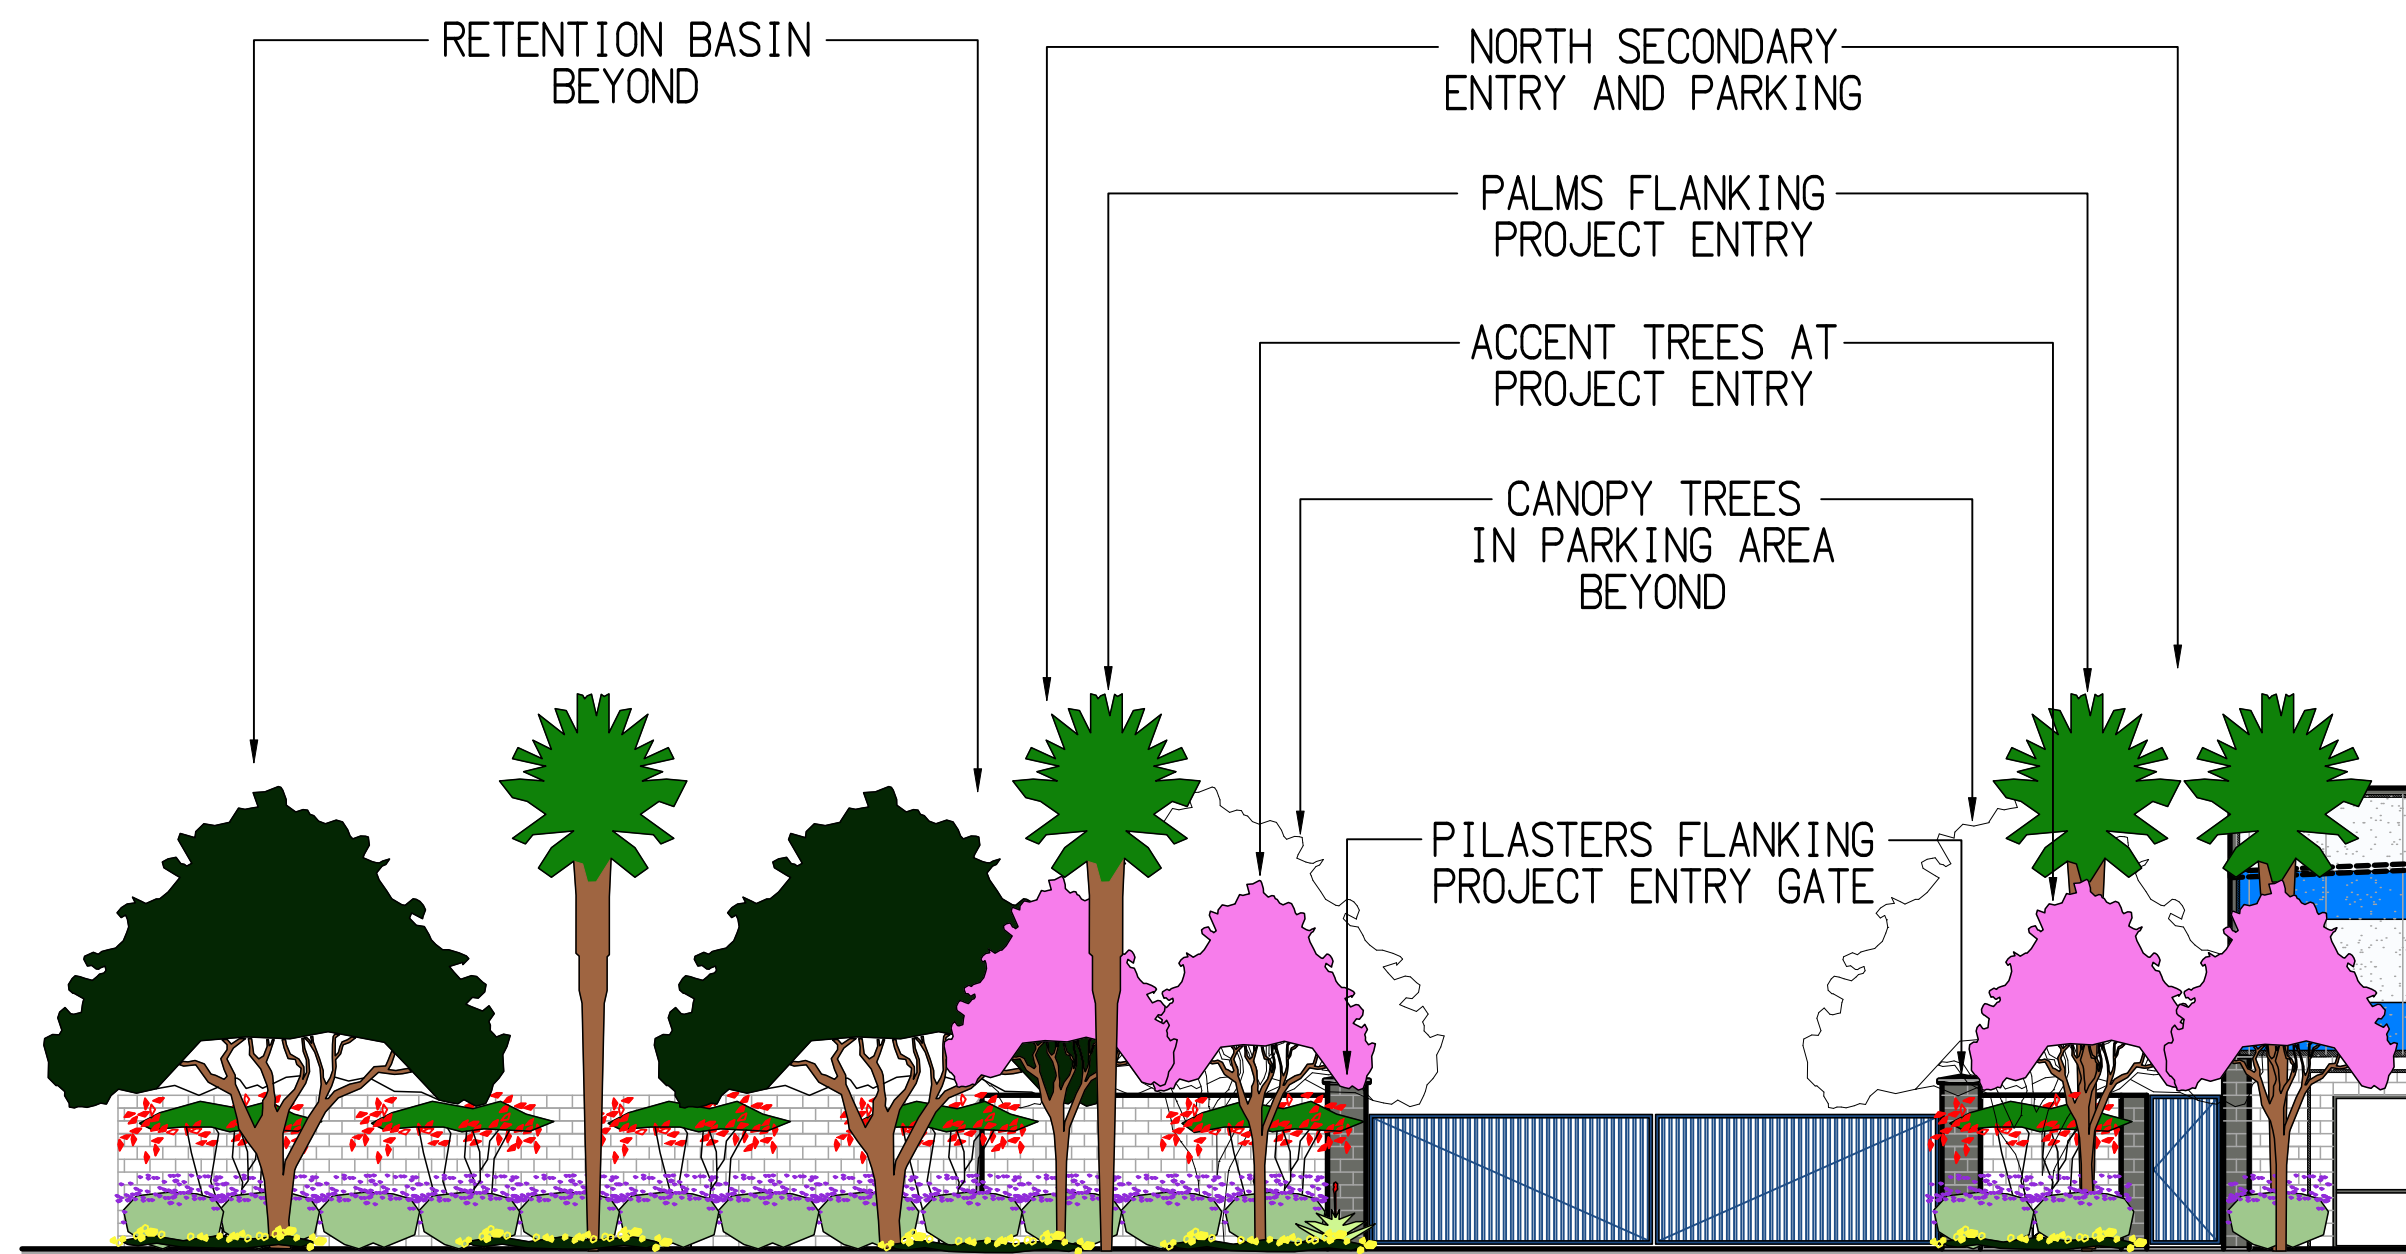 RETENTION BASIN
BEYOND
NORTH SECONDARY
ENTRY AND PARKING
PALMS FLANKING
PROJECT ENTRY
ACCENT TREES AT
PROJECT ENTRY
CANOPY TREES
IN PARKING AREA
BEYOND
PILASTERS FLANKING
PROJECT ENTRY GATE